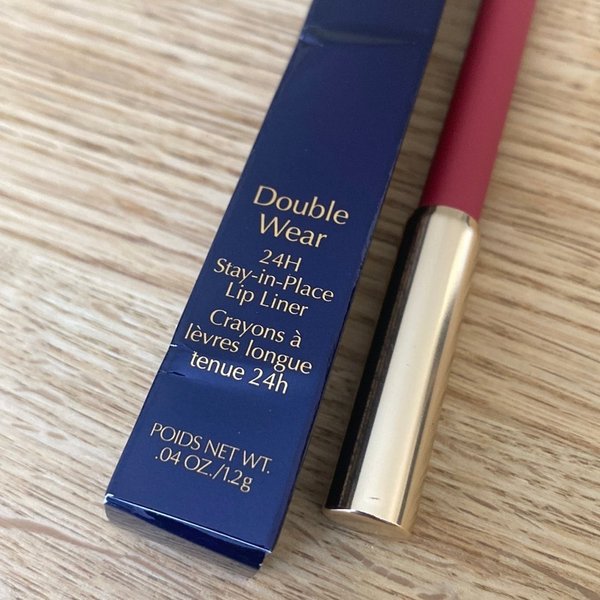 Double
Wear
24H
Stay-in-Place
Lip Liner
Crayons à
lèvres longue
tenue 24h
POIDS NET WT.
.04 OZ./1.2g